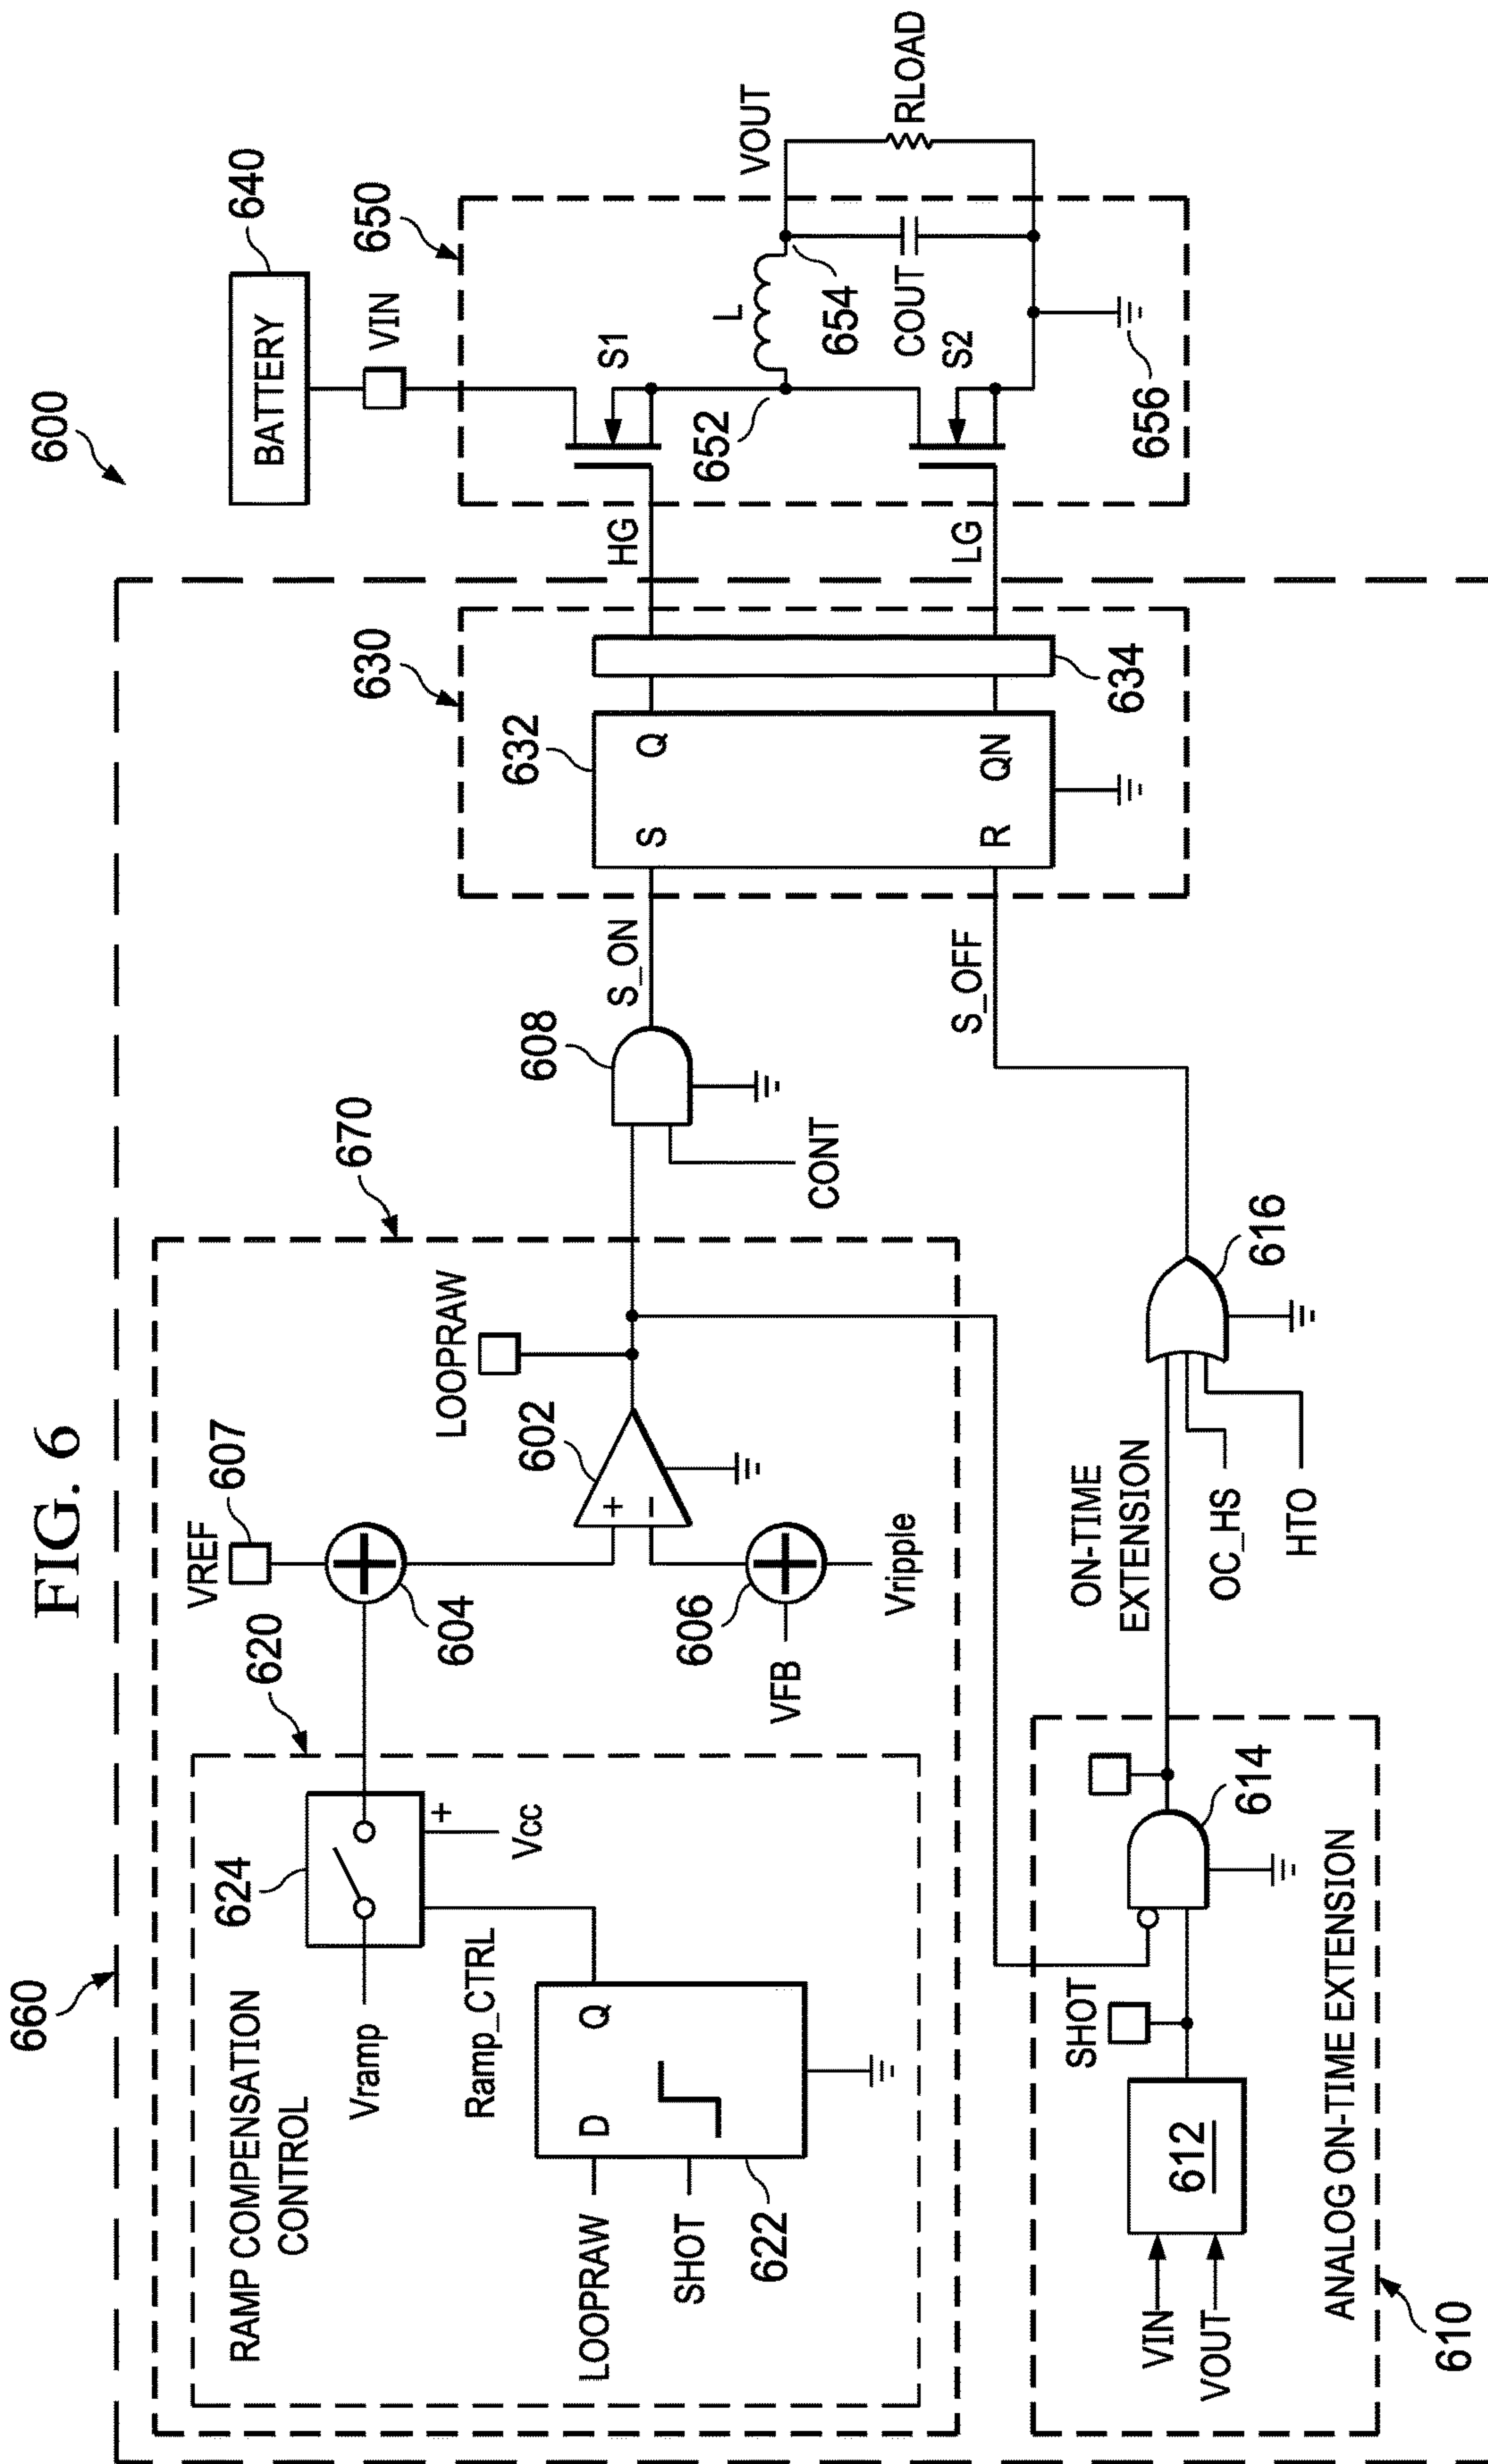 FIG. 6
600
660
670
620
RAMP COMPENSATION
CONTROL
Vramp
624
Ramp_CTRL
Vcc
+
LOOPRAW
SHOT
D
Q
622
VREF
607
604
602
+
−
LOOPRAW
606
VFB
Vripple
608
CONT
S_ON
S_OFF
630
632
S
Q
R
QN
634
HG
LG
BATTERY
640
VIN
650
S1
652
L
654
VOUT
COUT
RLOAD
S2
656
VIN
VOUT
612
SHOT
614
ANALOG ON-TIME EXTENSION
610
ON-TIME
EXTENSION
OC_HS
HTO
616